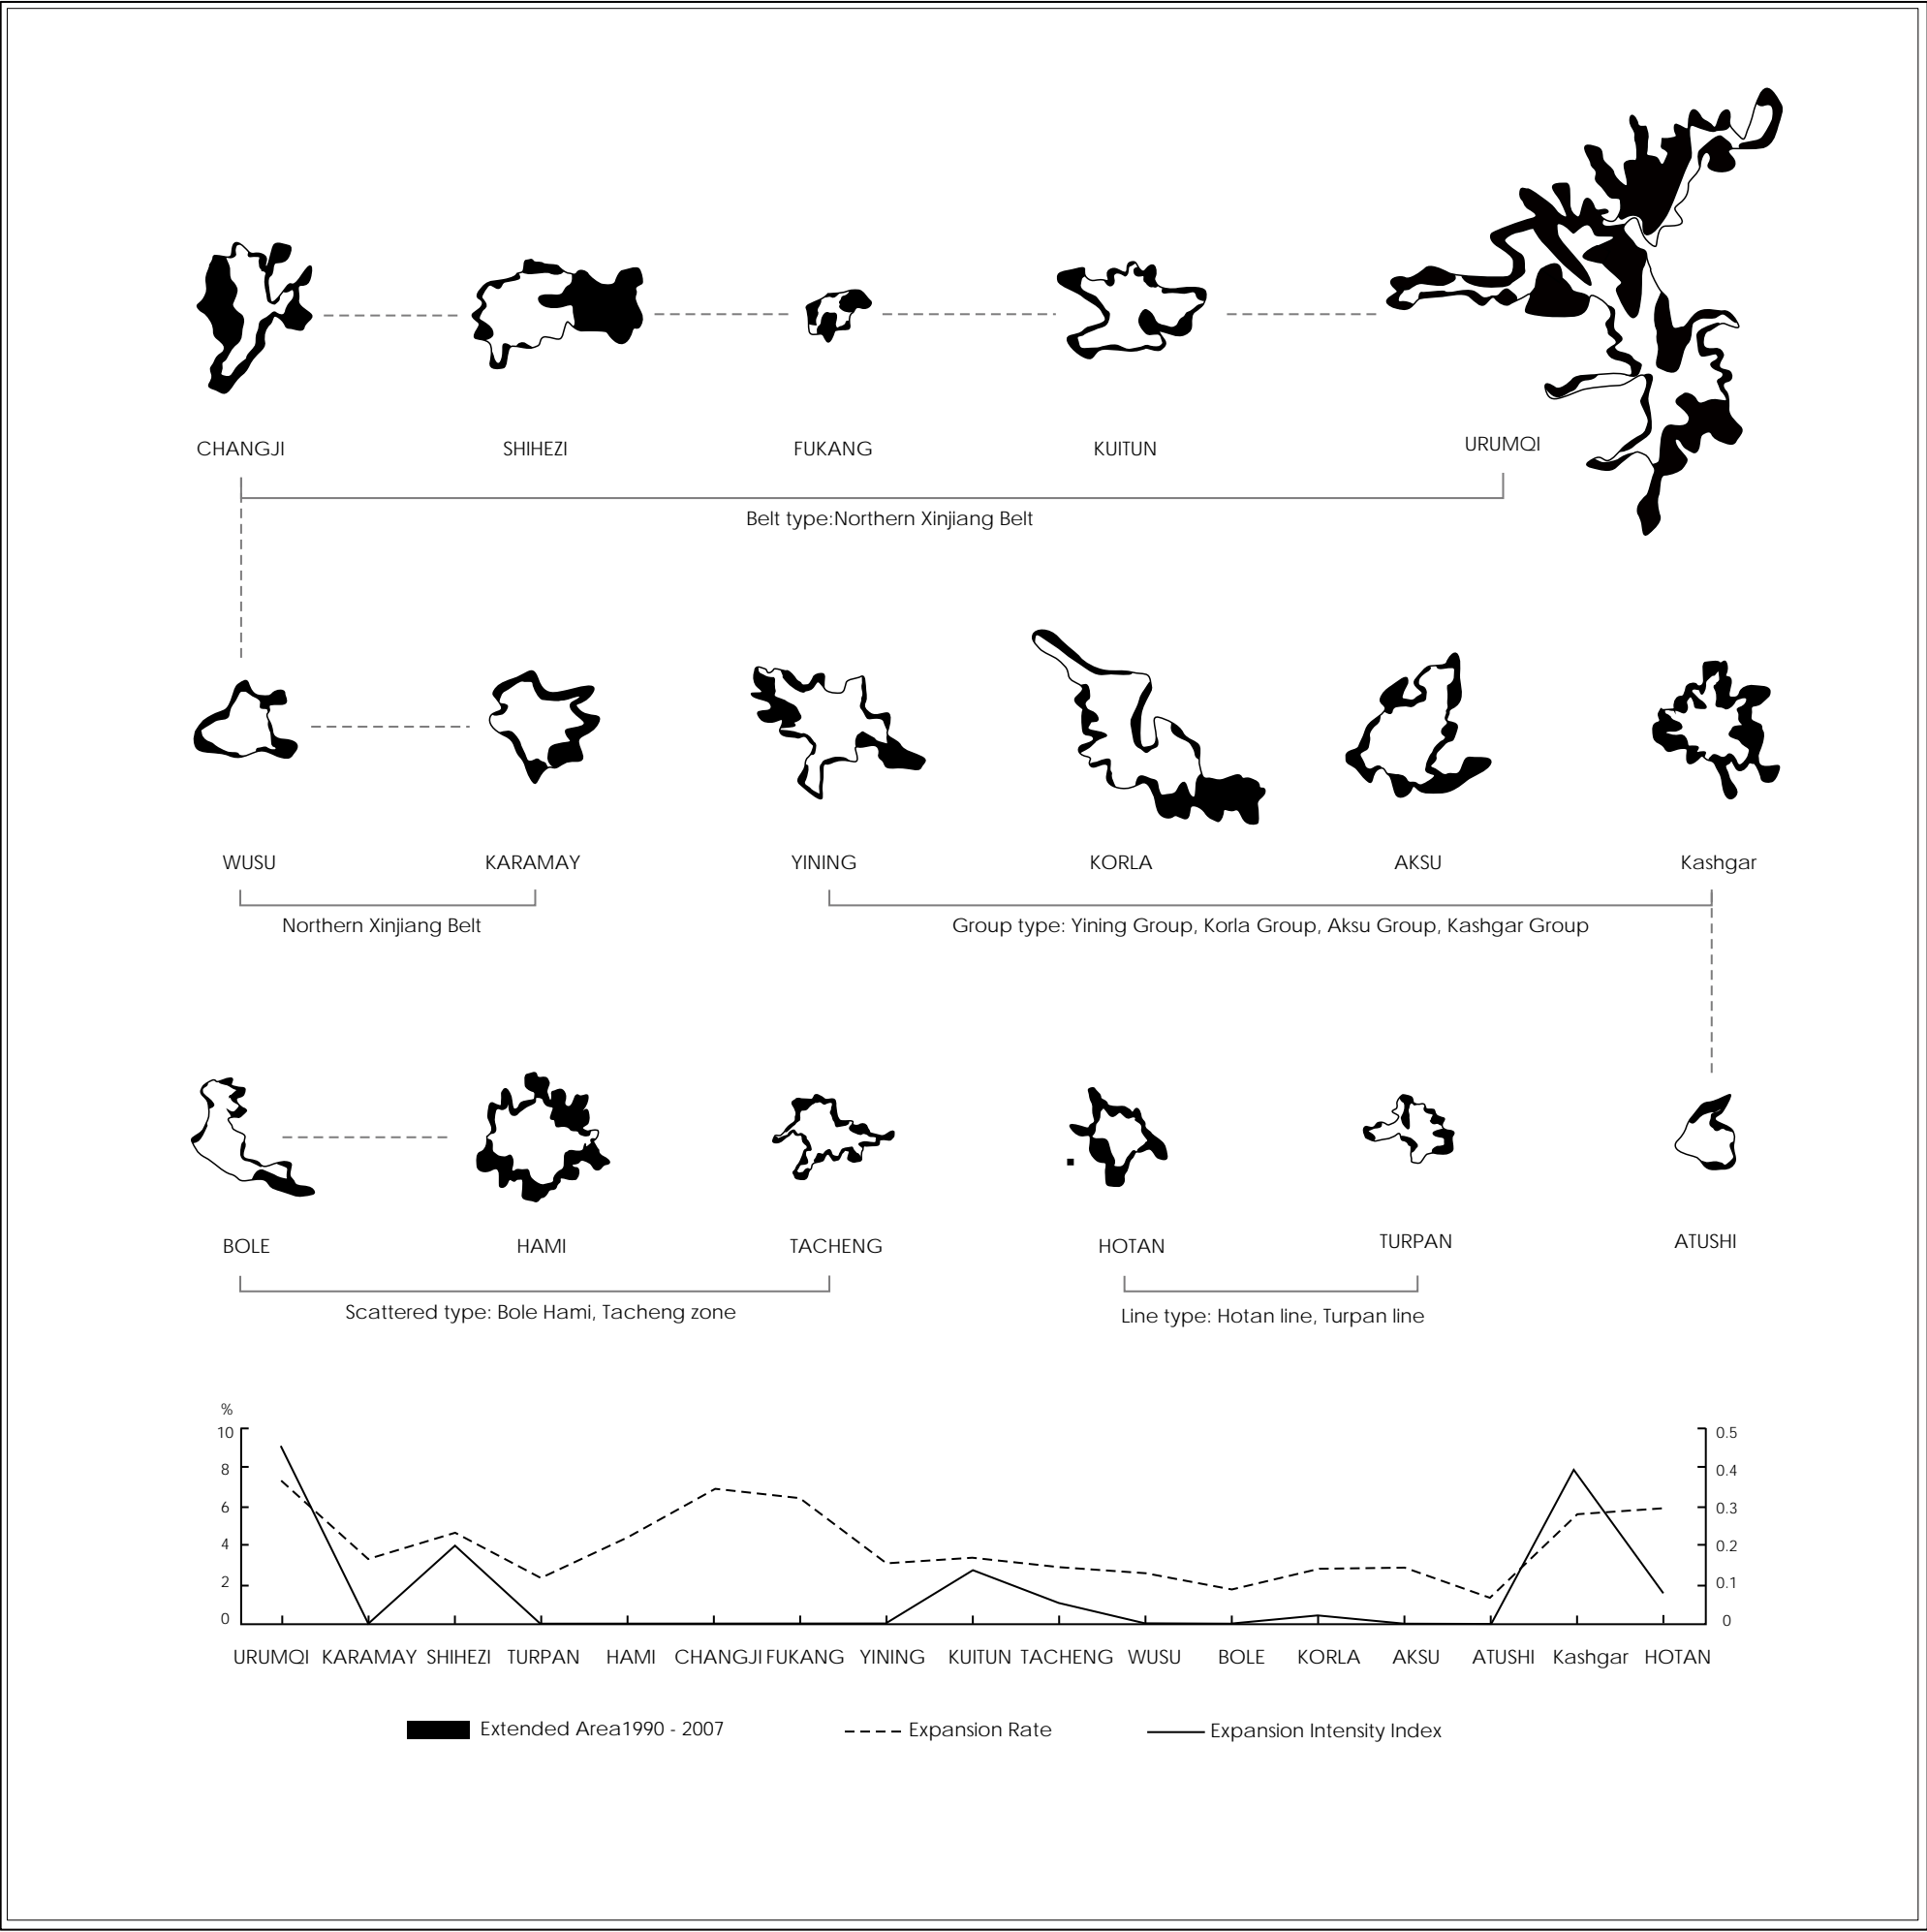 CHANGJI SHIHEZI FUKANG KUITUN URUMQI
Belt type:Northern Xinjiang Belt
WUSU KARAMAY YINING KORLA AKSU Kashgar
Northern Xinjiang Belt
Group type: Yining Group, Korla Group, Aksu Group, Kashgar Group
BOLE HAMI TACHENG HOTAN TURPAN ATUSHI
Scattered type: Bole Hami, Tacheng zone
Line type: Hotan line, Turpan line
%
10 0.5
8 0.4
6 0.3
4 0.2
2 0.1
0 0
URUMQI KARAMAY SHIHEZI TURPAN HAMI CHANGJI FUKANG YINING KUITUN TACHENG WUSU BOLE KORLA AKSU ATUSHI Kashgar HOTAN
Extended Area1990 - 2007 Expansion Rate Expansion Intensity Index